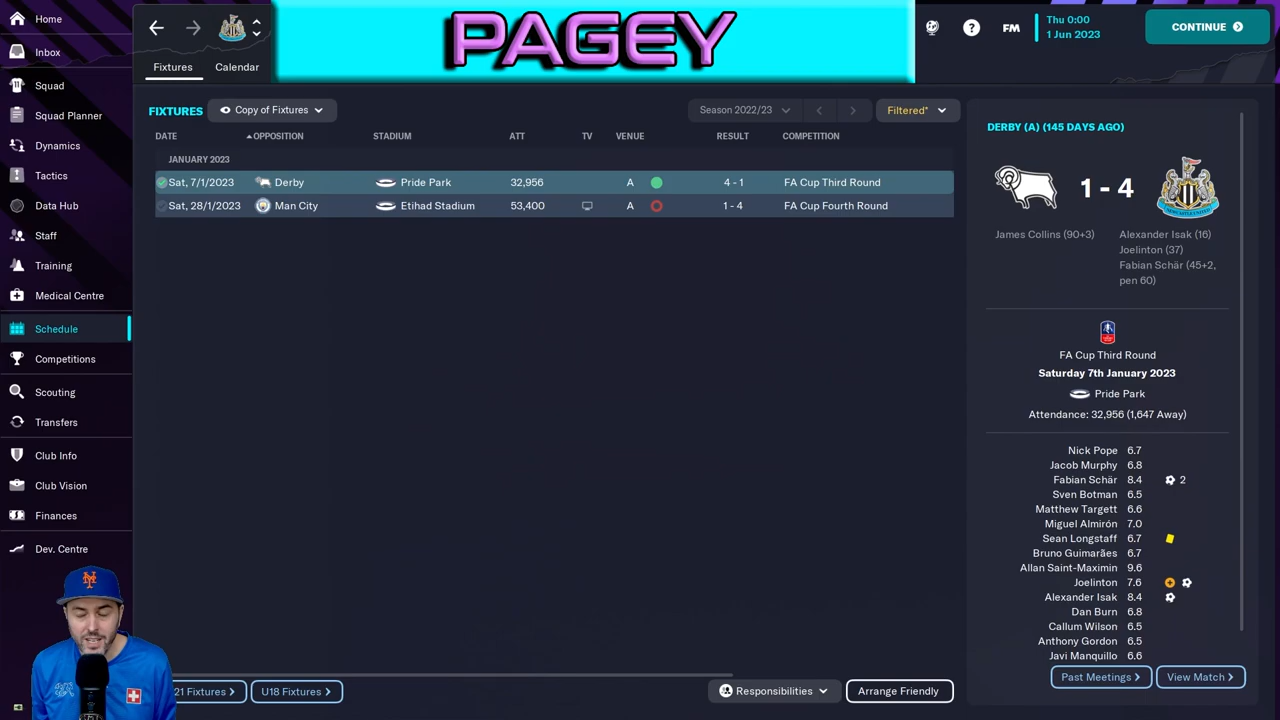 Home
Inbox
Squad
Squad Planner
Dynamics
Tactics
Data Hub
Staff
Training
Medical Centre
Schedule
Competitions
Scouting
Transfers
Club Info
Club Vision
Finances
Dev. Centre
PAGEY
Fixtures
Calendar
FM
Thu 0:00
1 Jun 2023
CONTINUE
FIXTURES
Copy of Fixtures
Season 2022/23
Filtered*
DATE OPPOSITION STADIUM ATT TV VENUE RESULT COMPETITION
JANUARY 2023
Sat, 7/1/2023 Derby Pride Park 32,956 A 4 - 1 FA Cup Third Round
Sat, 28/1/2023 Man City Etihad Stadium 53,400 A 1 - 4 FA Cup Fourth Round
DERBY (A) (145 DAYS AGO)
1 - 4
James Collins (90+3)
Alexander Isak (16)
Joelinton (37)
Fabian Schär (45+2,
pen 60)
FA Cup Third Round
Saturday 7th January 2023
Pride Park
Attendance: 32,956 (1,647 Away)
Nick Pope 6.7
Jacob Murphy 6.8
Fabian Schär 8.4 2
Sven Botman 6.5
Matthew Targett 6.6
Miguel Almirón 7.0
Sean Longstaff 6.7
Bruno Guimarães 6.7
Allan Saint-Maximin 9.6
Joelinton 7.6
Alexander Isak 8.4
Dan Burn 6.8
Callum Wilson 6.5
Anthony Gordon 6.5
Javi Manquillo 6.6
Past Meetings
View Match
21 Fixtures
U18 Fixtures
Responsibilities
Arrange Friendly